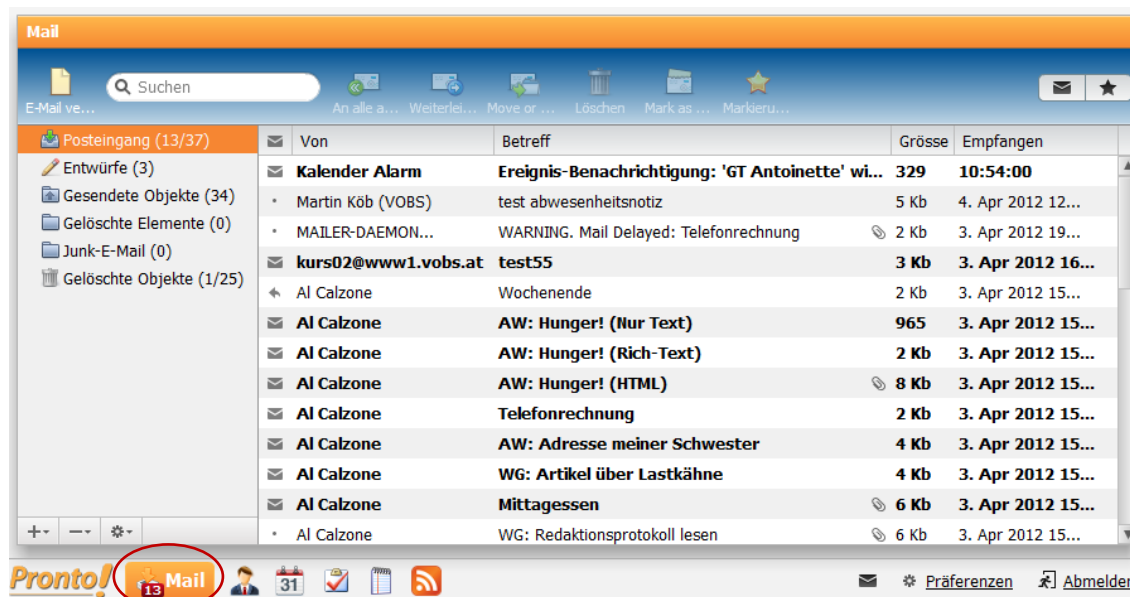 Mail
Suchen
E-Mail ve... An alle a... Weiterlei... Move or ... Löschen Mark as ... Markieru...
Posteingang (13/37)
Entwürfe (3)
Gesendete Objekte (34)
Gelöschte Elemente (0)
Junk-E-Mail (0)
Gelöschte Objekte (1/25)
Von Betreff Grösse Empfangen
Kalender Alarm Ereignis-Benachrichtigung: 'GT Antoinette' wi... 329 10:54:00
Martin Köb (VOBS) test abwesenheitsnotiz 5 Kb 4. Apr 2012 12...
MAILER-DAEMON... WARNING. Mail Delayed: Telefonrechnung 2 Kb 3. Apr 2012 19...
kurs02@www1.vobs.at test55 3 Kb 3. Apr 2012 16...
Al Calzone Wochenende 2 Kb 3. Apr 2012 15...
Al Calzone AW: Hunger! (Nur Text) 965 3. Apr 2012 15...
Al Calzone AW: Hunger! (Rich-Text) 2 Kb 3. Apr 2012 15...
Al Calzone AW: Hunger! (HTML) 8 Kb 3. Apr 2012 15...
Al Calzone Telefonrechnung 2 Kb 3. Apr 2012 15...
Al Calzone AW: Adresse meiner Schwester 4 Kb 3. Apr 2012 15...
Al Calzone WG: Artikel über Lastkähne 4 Kb 3. Apr 2012 15...
Al Calzone Mittagessen 6 Kb 3. Apr 2012 15...
Al Calzone WG: Redaktionsprotokoll lesen 6 Kb 3. Apr 2012 15...
Pronto! 13 Mail 31 Präferenzen Abmelden